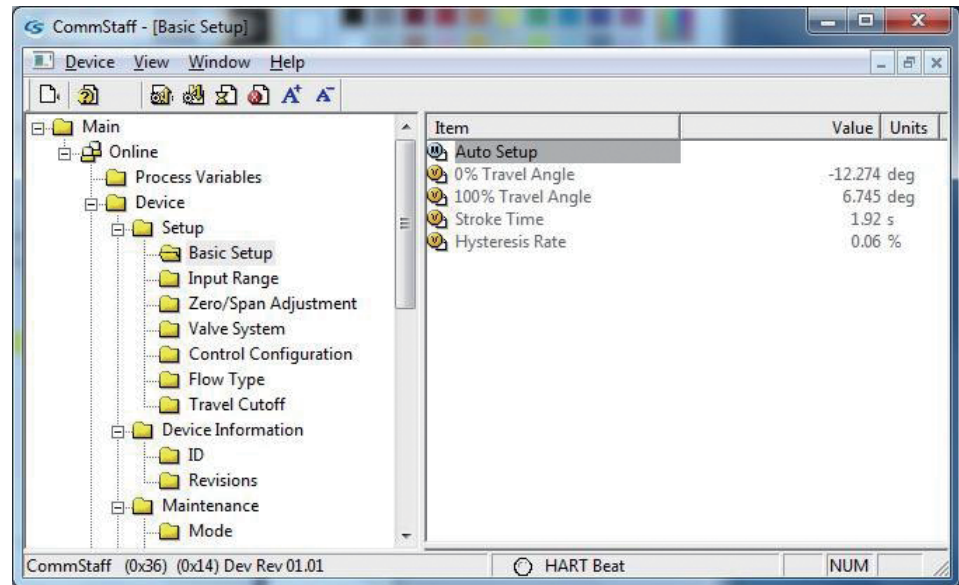 CommStaff - [Basic Setup]
Device View Window Help
Main
Online
Process Variables
Device
Setup
Basic Setup
Input Range
Zero/Span Adjustment
Valve System
Control Configuration
Flow Type
Travel Cutoff
Device Information
ID
Revisions
Maintenance
Mode
Item Value Units
Auto Setup
0% Travel Angle -12.274 deg
100% Travel Angle 6.745 deg
Stroke Time 1.92 s
Hysteresis Rate 0.06 %
CommStaff (0x36) (0x14) Dev Rev 01.01 HART Beat NUM